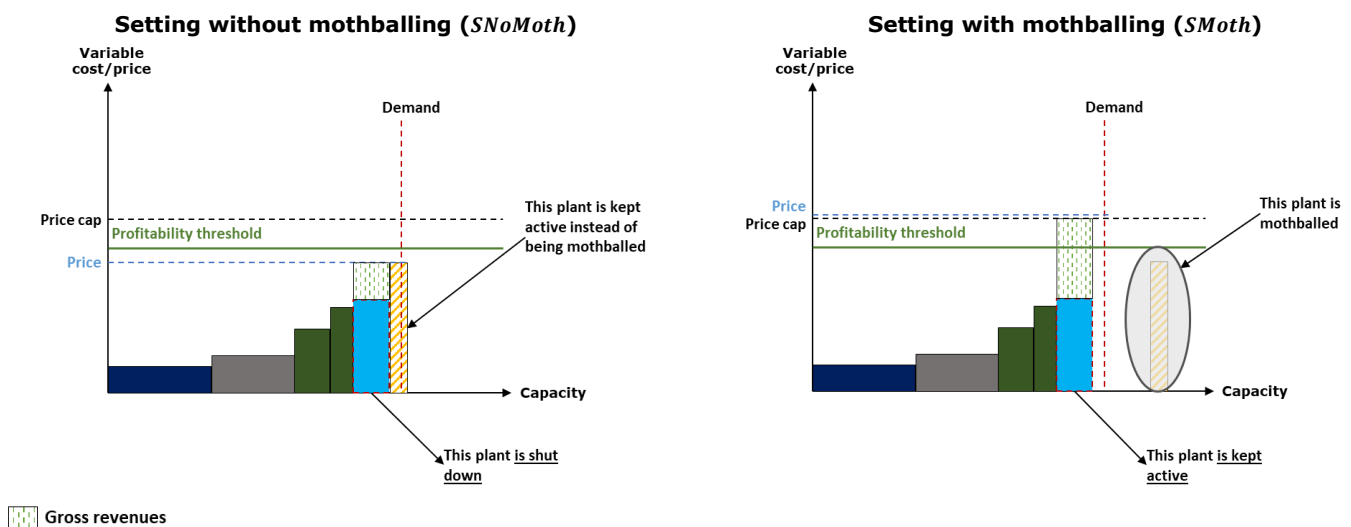 Setting without mothballing (SNoMoth)
Variable
cost/price
Demand
Price cap
Profitability threshold
Price
This plant is kept
active instead of
being mothballed
Capacity
This plant is shut
down
Gross revenues
Setting with mothballing (SMoth)
Variable
cost/price
Demand
Price
Price cap
Profitability threshold
This plant is
mothballed
Capacity
This plant is kept
active